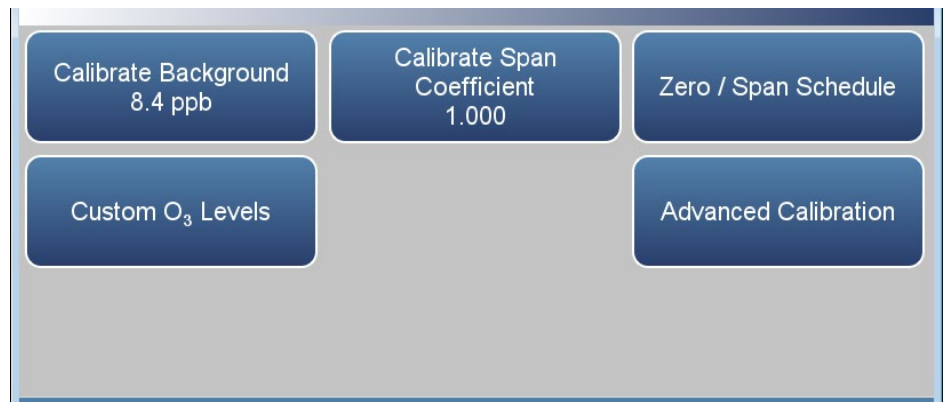 Calibrate Background
8.4 ppb
Calibrate Span
Coefficient
1.000
Zero / Span Schedule
Custom O₃ Levels
Advanced Calibration